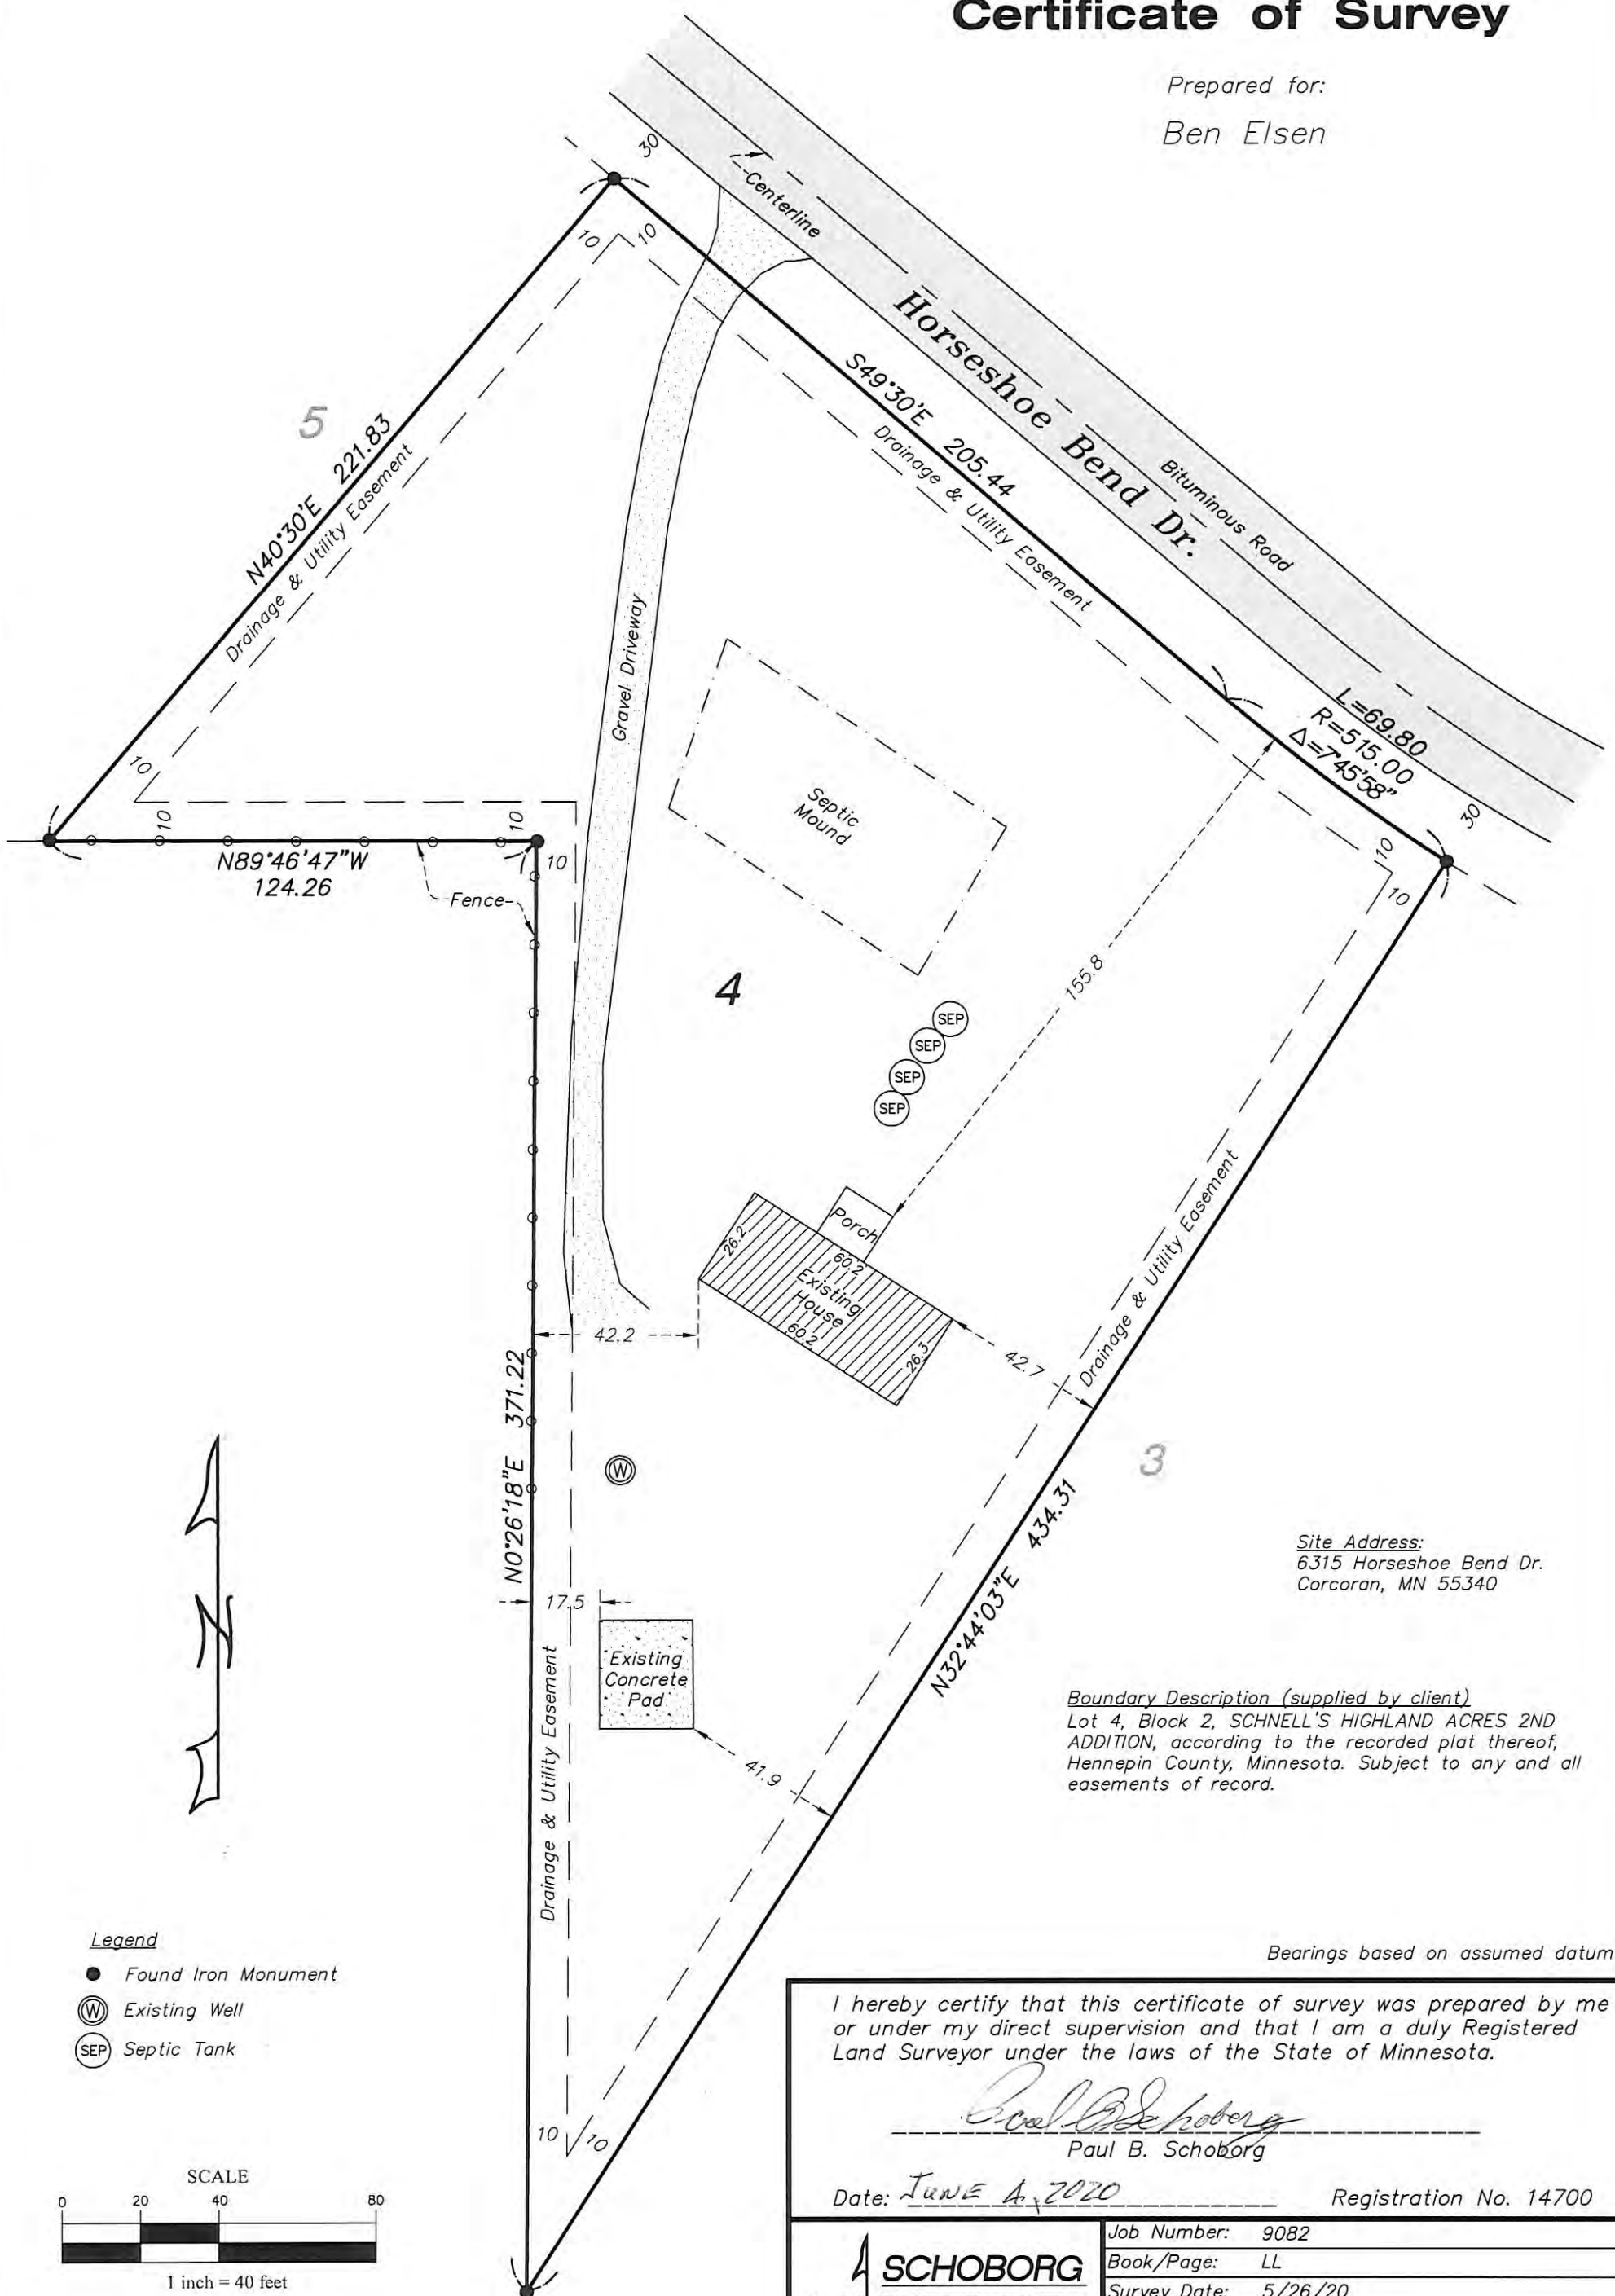 Certificate of Survey
Prepared for:
Ben Elsen
30
Centerline
10
10
Horseshoe Bend Dr.
Bituminous Road
S49°30'E 205.44
Drainage & Utility Easement
5
N40°30'E 221.83
Drainage & Utility Easement
Gravel Driveway
L=69.80
R=515.00
Δ=7°45'58"
30
10
10
10
10
10
10
N89°46'47"W
124.26
Fence
Septic
Mound
4
155.8
SEP
SEP
SEP
SEP
Porch
26.2
60.2
Existing
House
60.2
26.3
42.2
42.7
Drainage & Utility Easement
3
N0°26'18"E 371.22
W
N32°44'03"E 434.31
17.5
Existing
Concrete
Pad
41.9
Drainage & Utility Easement
10
10
N
Site Address:
6315 Horseshoe Bend Dr.
Corcoran, MN 55340
Boundary Description (supplied by client)
Lot 4, Block 2, SCHNELL'S HIGHLAND ACRES 2ND
ADDITION, according to the recorded plat thereof,
Hennepin County, Minnesota. Subject to any and all
easements of record.
Legend
Found Iron Monument
W Existing Well
SEP Septic Tank
SCALE
0 20 40 80
1 inch = 40 feet
Bearings based on assumed datum
I hereby certify that this certificate of survey was prepared by me
or under my direct supervision and that I am a duly Registered
Land Surveyor under the laws of the State of Minnesota.
Paul B Schoborg
Paul B. Schoborg
Date: JUNE 4, 2020 Registration No. 14700
SCHOBORG
Job Number: 9082
Book/Page: LL
Survey Date: 5/26/20